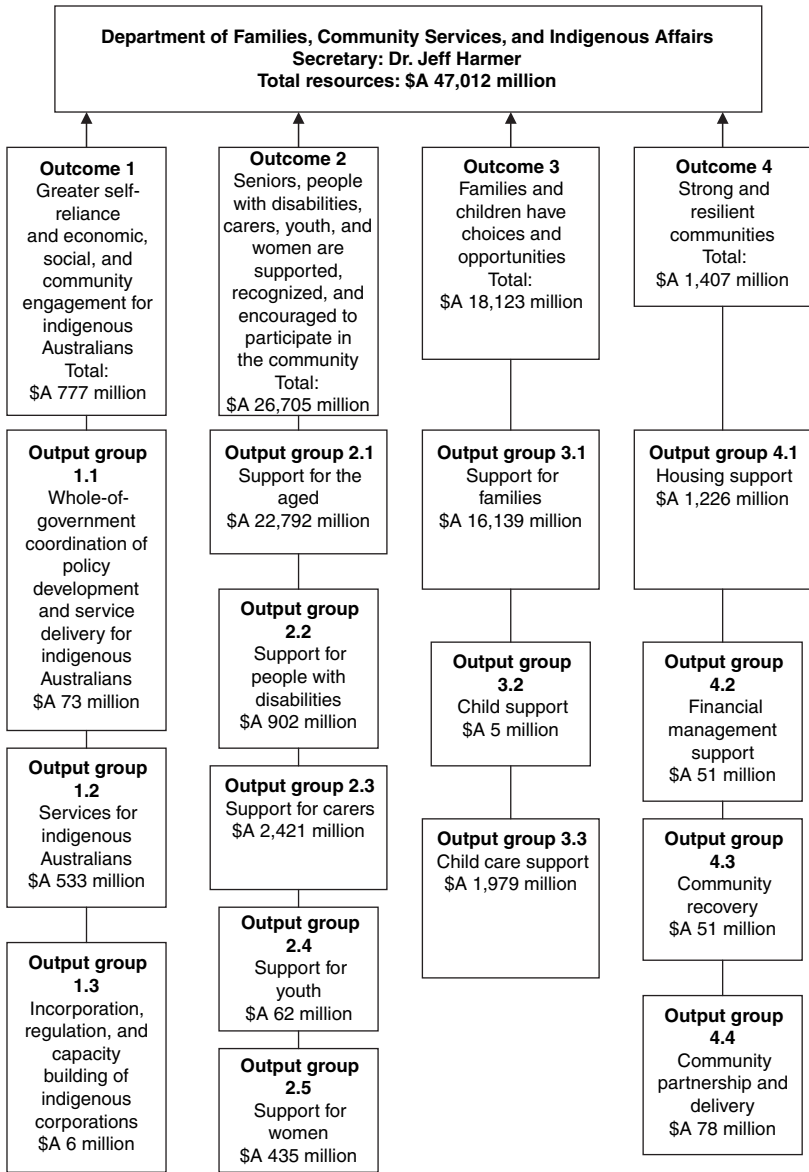 Department of Families, Community Services, and Indigenous Affairs
Secretary: Dr. Jeff Harmer
Total resources: $A 47,012 million
Outcome 1
Greater self-
reliance
and economic,
social, and
community
engagement for
indigenous
Australians
Total:
$A 777 million
Output group
1.1
Whole-of-
government
coordination of
policy
development
and service
delivery for
indigenous
Australians
$A 73 million
Output group
1.2
Services for
indigenous
Australians
$A 533 million
Output group
1.3
Incorporation,
regulation, and
capacity
building of
indigenous
corporations
$A 6 million
Outcome 2
Seniors, people
with disabilities,
carers, youth, and
women are
supported,
recognized, and
encouraged to
participate in
the community
Total:
$A 26,705 million
Output group 2.1
Support for the
aged
$A 22,792 million
Output group
2.2
Support for
people with
disabilities
$A 902 million
Output group 2.3
Support for carers
$A 2,421 million
Output group
2.4
Support for
youth
$A 62 million
Output group
2.5
Support for
women
$A 435 million
Outcome 3
Families and
children have
choices and
opportunities
Total:
$A 18,123 million
Output group 3.1
Support for
families
$A 16,139 million
Output group
3.2
Child support
$A 5 million
Output group 3.3
Child care support
$A 1,979 million
Outcome 4
Strong and
resilient
communities
Total:
$A 1,407 million
Output group 4.1
Housing support
$A 1,226 million
Output group
4.2
Financial
management
support
$A 51 million
Output group
4.3
Community
recovery
$A 51 million
Output group
4.4
Community
partnership and
delivery
$A 78 million